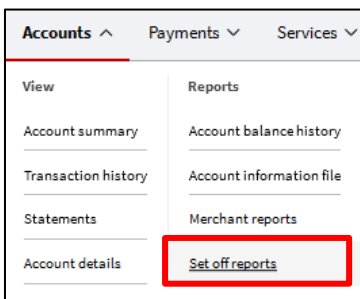 Accounts Payments Services
View Reports
Account summary Account balance history
Transaction history Account information file
Statements Merchant reports
Account details Set off reports